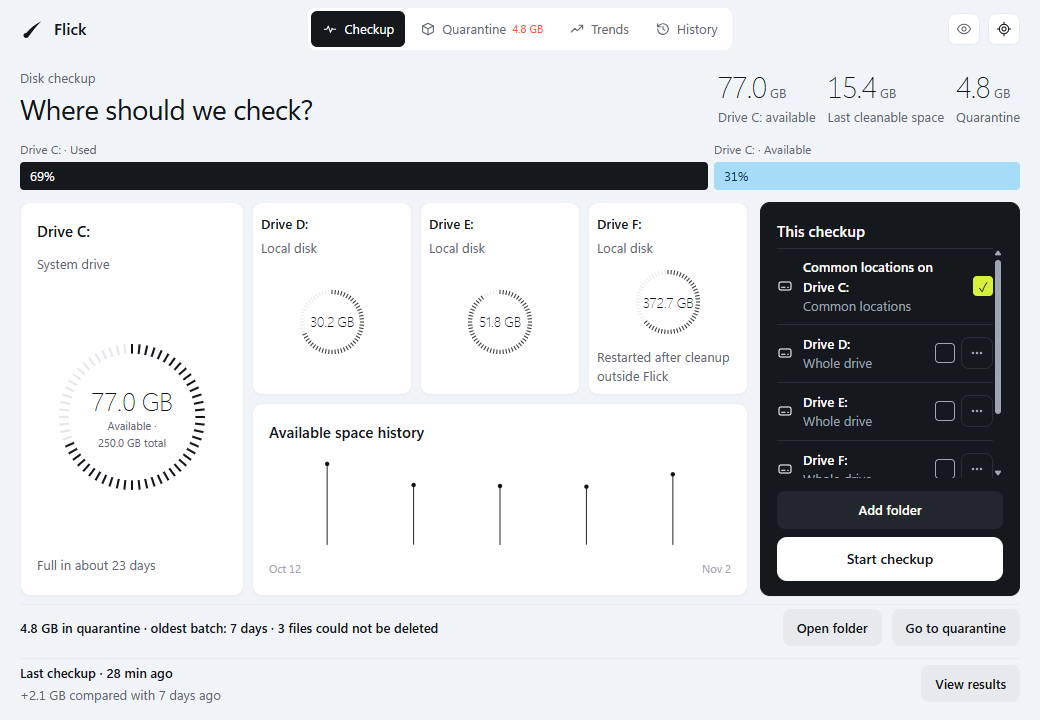 Flick
Checkup
Quarantine 4.8 GB
Trends
History
Disk checkup
Where should we check?
77.0 GB
Drive C: available
15.4 GB
Last cleanable space
4.8 GB
Quarantine
Drive C: · Used
Drive C: · Available
69%
31%
Drive C:
System drive
77.0 GB
Available ·
250.0 GB total
Full in about 23 days
Drive D:
Local disk
30.2 GB
Drive E:
Local disk
51.8 GB
Drive F:
Local disk
372.7 GB
Restarted after cleanup
outside Flick
Available space history
Oct 12
Nov 2
This checkup
Common locations on
Drive C:
Common locations
Drive D:
Whole drive
Drive E:
Whole drive
Drive F:
Whole drive
Add folder
Start checkup
4.8 GB in quarantine · oldest batch: 7 days · 3 files could not be deleted
Open folder
Go to quarantine
Last checkup · 28 min ago
+2.1 GB compared with 7 days ago
View results